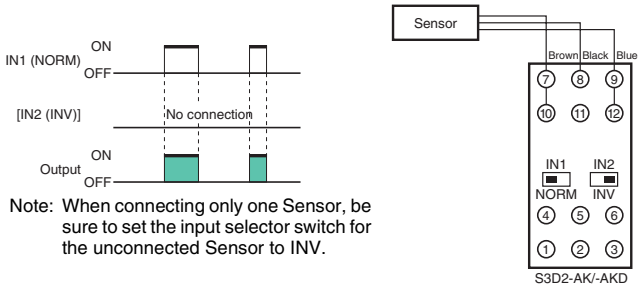 ON
IN1 (NORM)
OFF
[IN2 (INV)]
No connection
ON
Output
OFF
Note: When connecting only one Sensor, be
sure to set the input selector switch for
the unconnected Sensor to INV.
Sensor
Brown Black Blue
7 8 9
10 11 12
IN1 IN2
NORM INV
4 5 6
1 2 3
S3D2-AK/-AKD